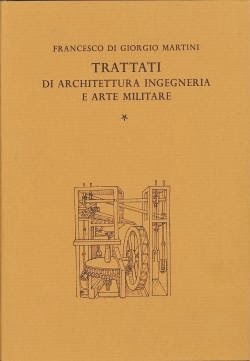 FRANCESCO DI GIORGIO MARTINI
TRATTATI
DI ARCHITETTURA INGEGNERIA
E ARTE MILITARE
*